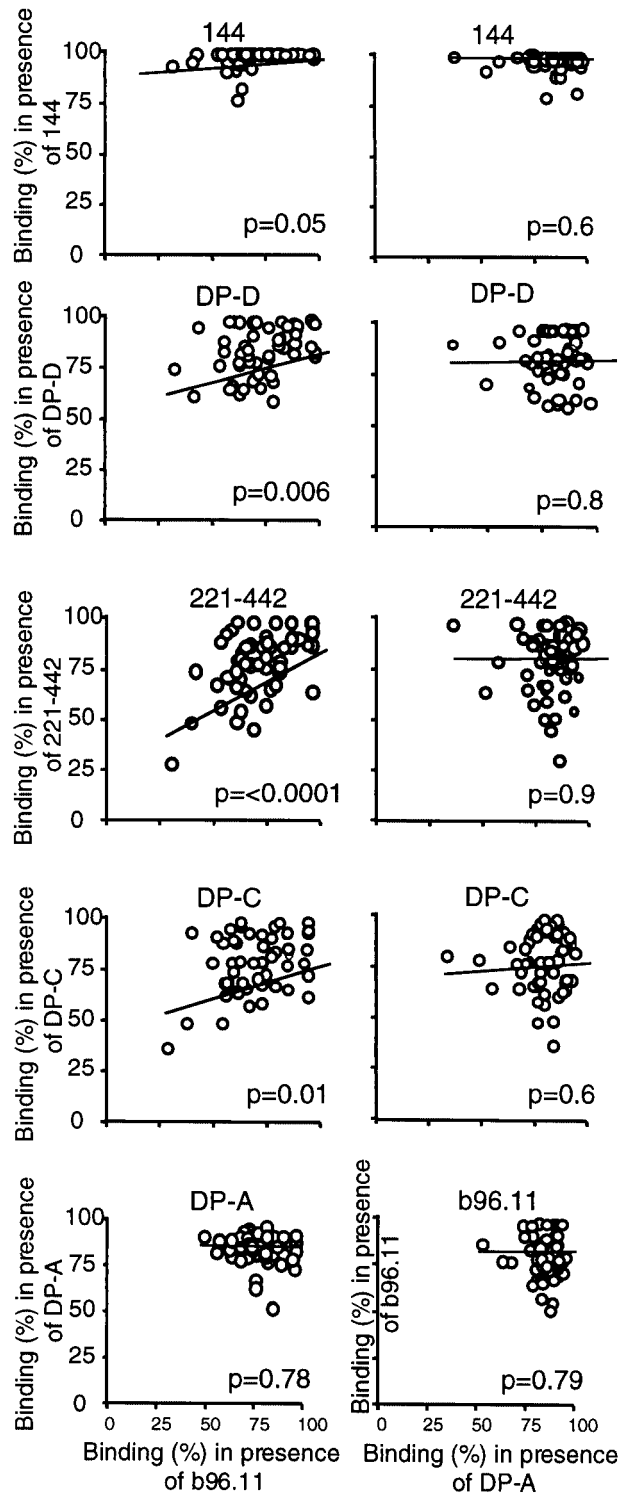 144
144
Binding (%) in presence
of 144
100
75
50
25
0
p=0.05
p=0.6
DP-D
DP-D
Binding (%) in presence
of DP-D
100
75
50
25
0
p=0.006
p=0.8
221-442
221-442
Binding (%) in presence
of 221-442
100
75
50
25
0
p=<0.0001
p=0.9
DP-C
DP-C
Binding (%) in presence
of DP-C
100
75
50
25
0
p=0.01
p=0.6
DP-A
b96.11
Binding (%) in presence
of DP-A
100
75
50
25
0
Binding (%) in presence
of b96.11
p=0.78
p=0.79
0 50 75 100
0 25 50 75 100
Binding (%) in presence
of b96.11
Binding (%) in presence
of DP-A